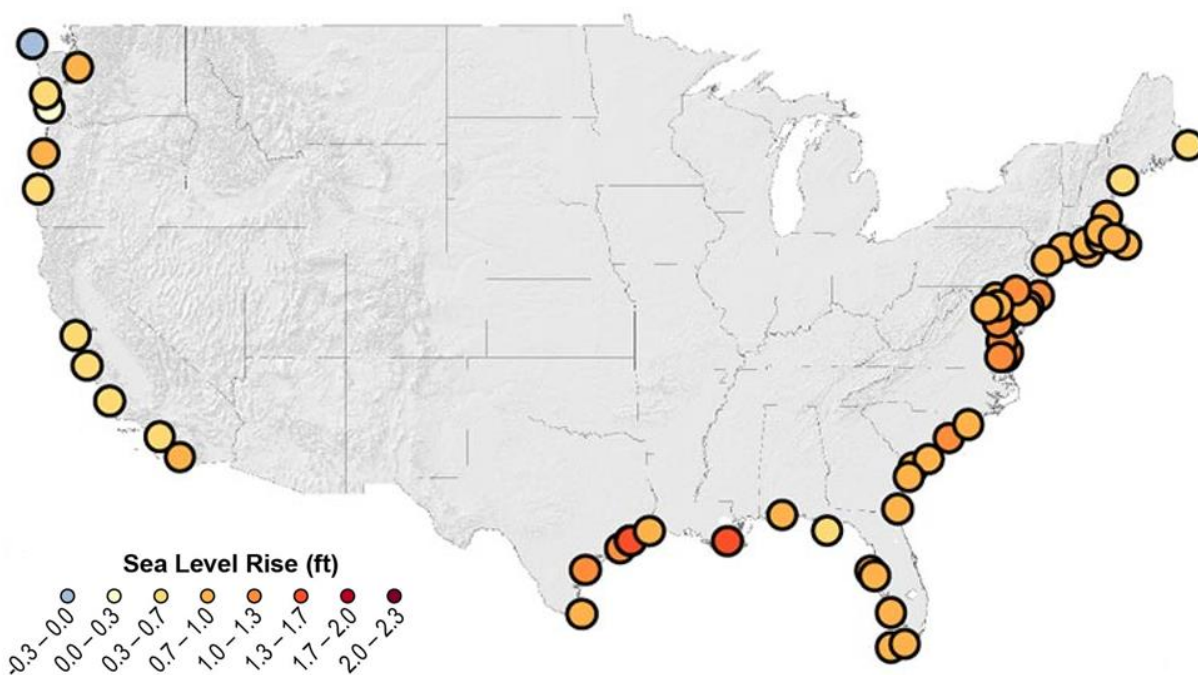 Sea Level Rise (ft)
-0.3 – 0.0
0.0 – 0.3
0.3 – 0.7
0.7 – 1.0
1.0 – 1.3
1.3 – 1.7
1.7 – 2.0
2.0 – 2.3